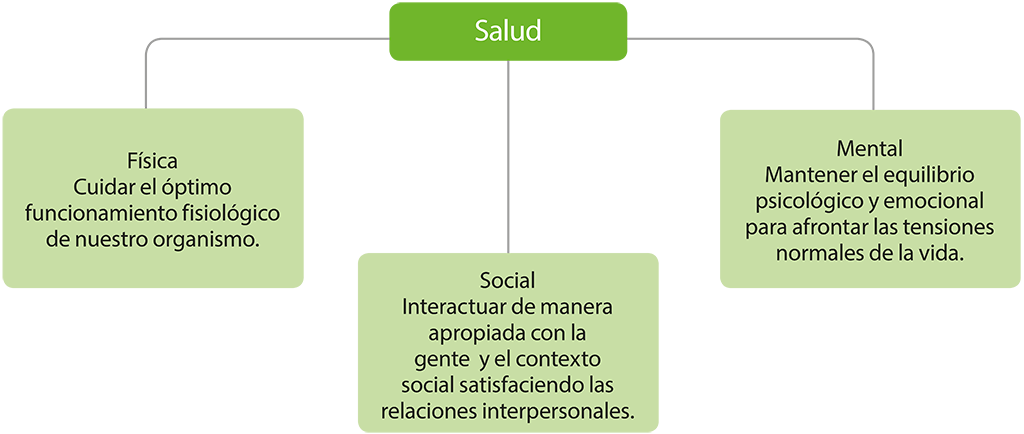 Salud
Física
Cuidar el óptimo
funcionamiento fisiológico
de nuestro organismo.
Social
Interactuar de manera
apropiada con la
gente y el contexto
social satisfaciendo las
relaciones interpersonales.
Mental
Mantener el equilibrio
psicológico y emocional
para afrontar las tensiones
normales de la vida.